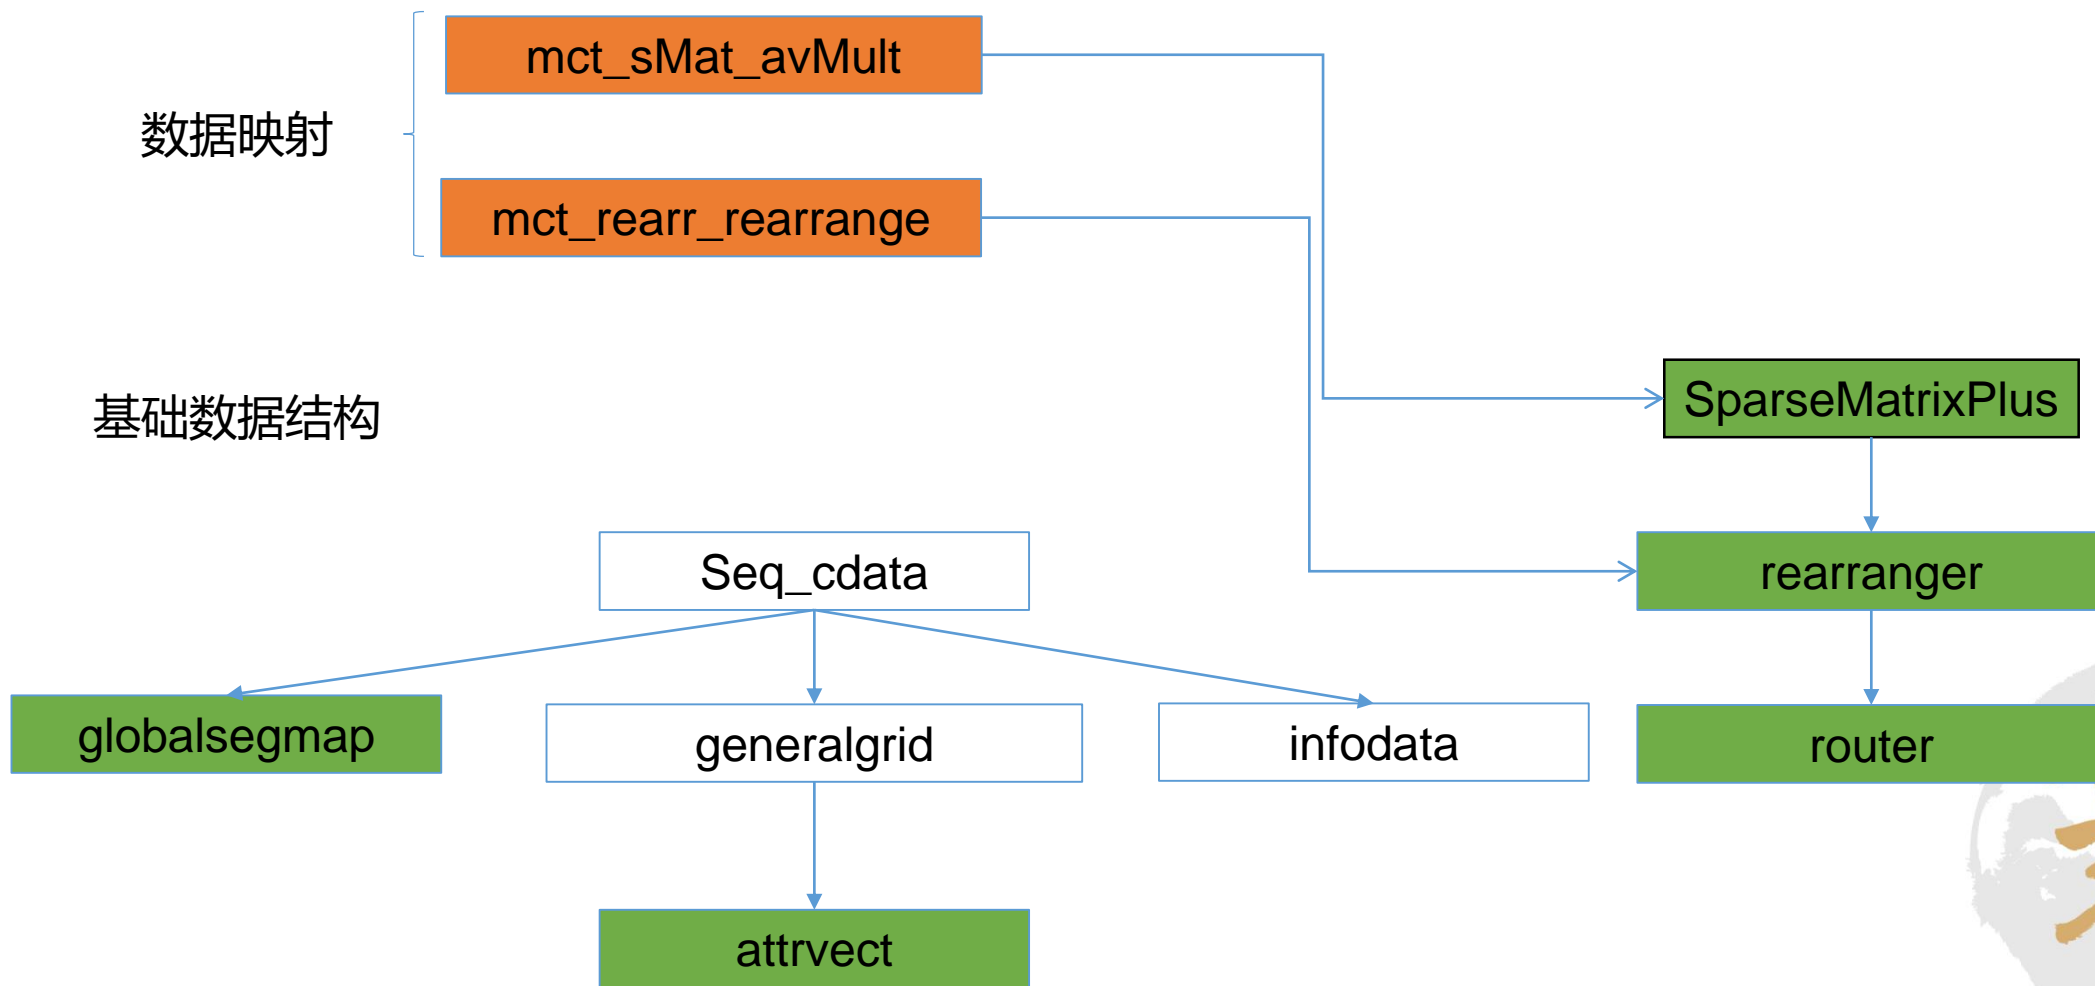 mct_sMat_avMult
数据映射
mct_rearr_rearrange
基础数据结构
SparseMatrixPlus
Seq_cdata
rearranger
globalsegmap
generalgrid
infodata
router
attrvect